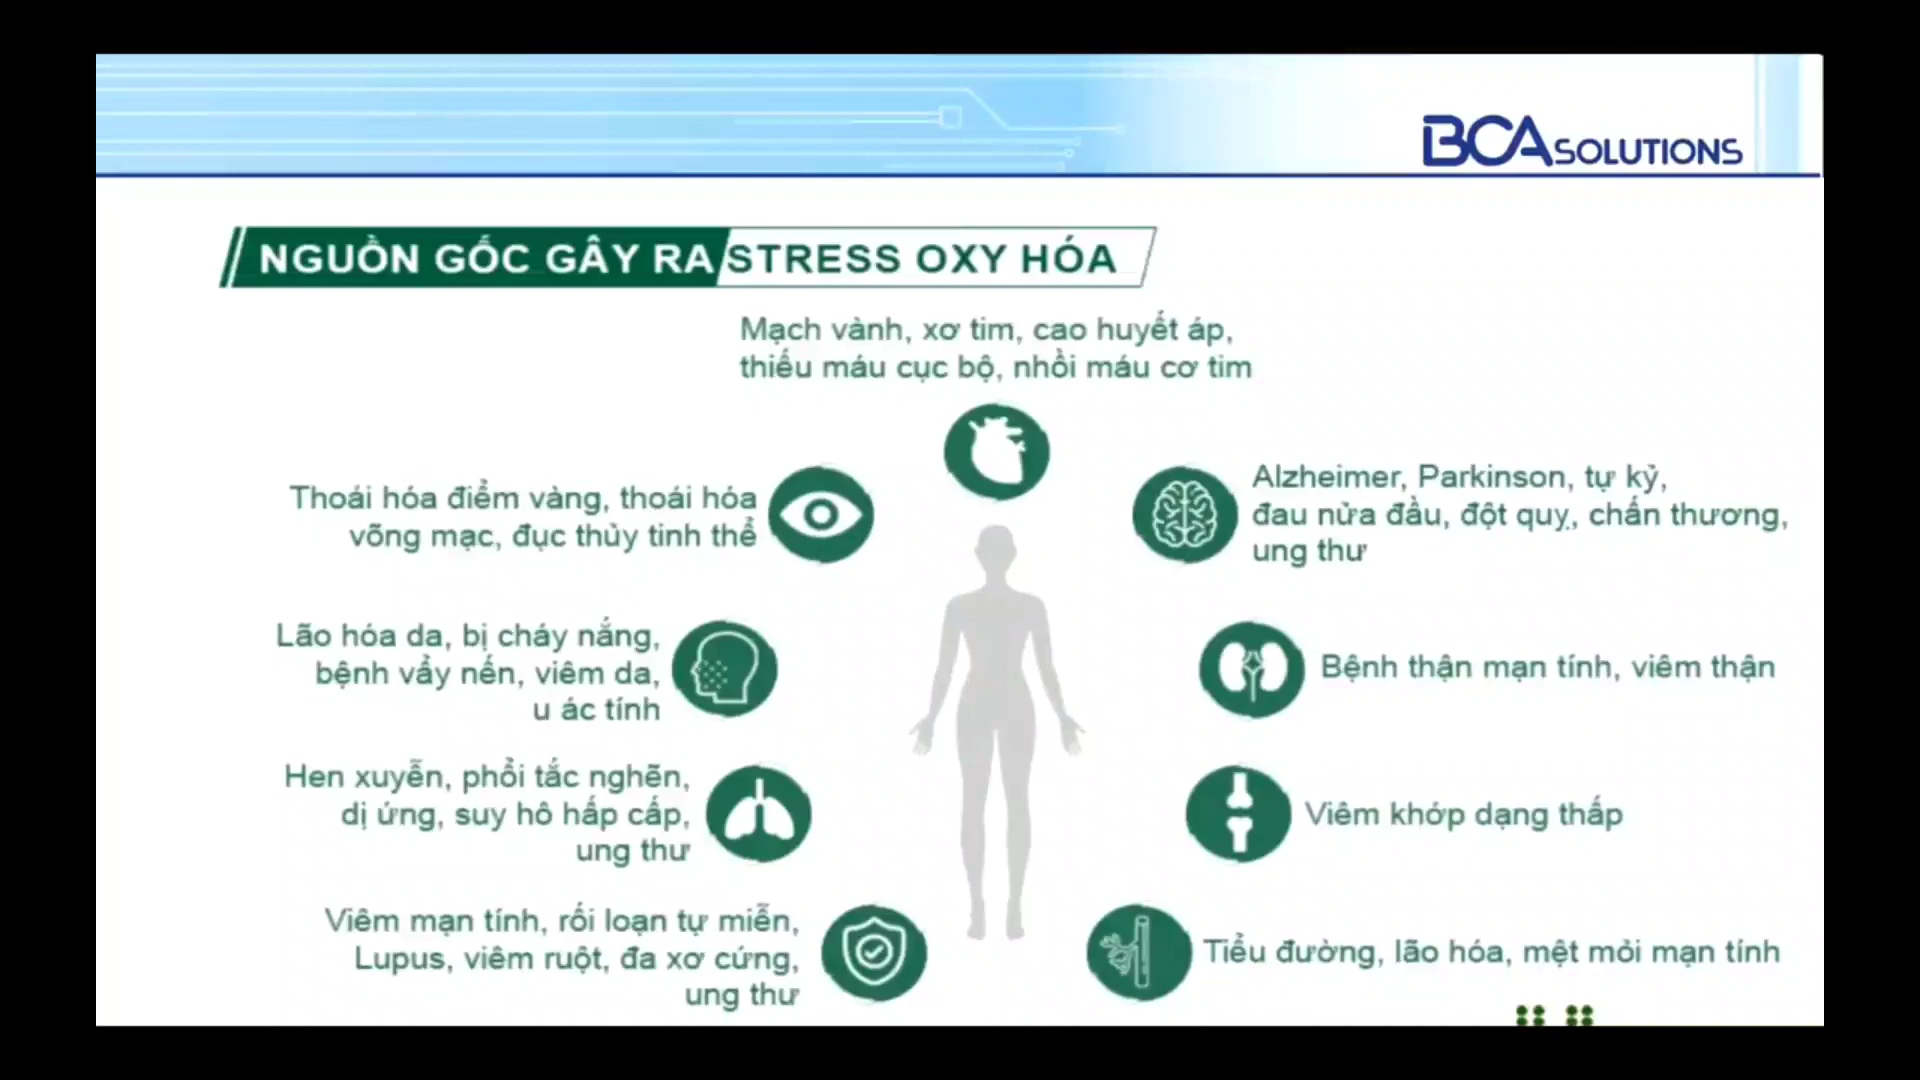 BCA SOLUTIONS
NGUỒN GỐC GÂY RA STRESS OXY HÓA
Mạch vành, xơ tim, cao huyết áp,
thiếu máu cục bộ, nhồi máu cơ tim
Thoái hóa điểm vàng, thoái hóa
võng mạc, đục thủy tinh thể
Alzheimer, Parkinson, tự kỷ,
đau nửa đầu, đột quỵ, chấn thương,
ung thư
Lão hóa da, bị cháy nắng,
bệnh vẩy nến, viêm da,
u ác tính
Bệnh thận mạn tính, viêm thận
Hen xuyễn, phổi tắc nghẽn,
dị ứng, suy hô hấp cấp,
ung thư
Viêm khớp dạng thấp
Viêm mạn tính, rối loạn tự miễn,
Lupus, viêm ruột, đa xơ cứng,
ung thư
Tiểu đường, lão hóa, mệt mỏi mạn tính